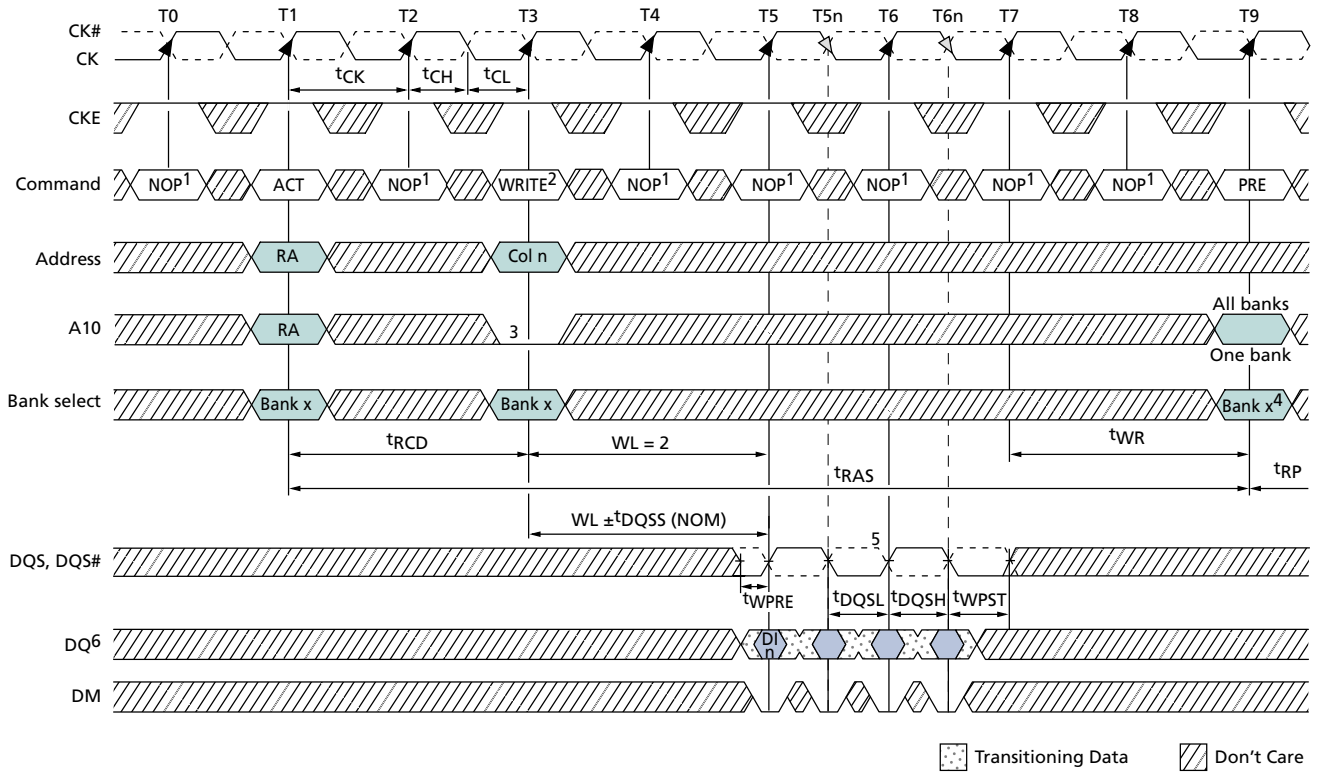 T0 T1 T2 T3 T4 T5 T5n T6 T6n T7 T8 T9
CK#
CK
tCK tCH tCL
CKE
Command NOP1 ACT NOP1 WRITE2 NOP1 NOP1 NOP1 NOP1 NOP1 PRE
Address RA Col n
All banks
A10 RA 3
One bank
Bank select Bank x Bank x Bank x4
tRCD WL = 2 tWR
tRAS tRP
WL ±tDQSS (NOM)
5
DQS, DQS#
tWPRE tDQSL tDQSH tWPST
DQ6 DI
n
DM
Transitioning Data Don't Care